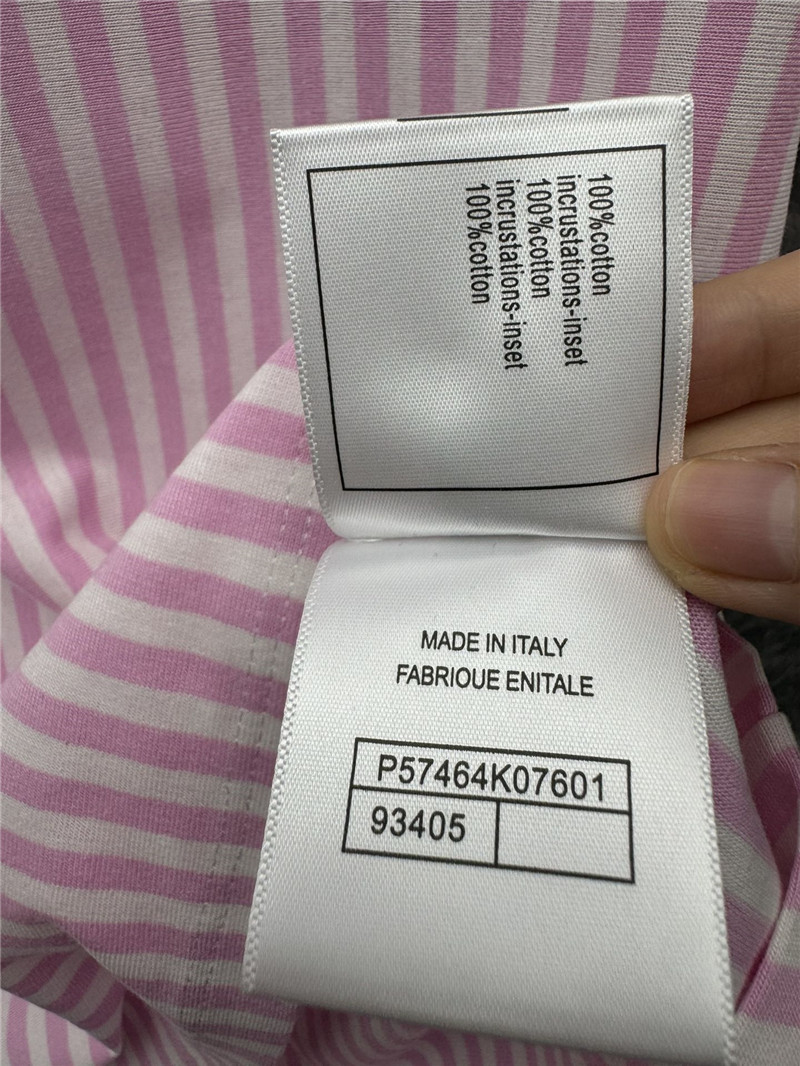 100%cotton
incrustations-inset
100%cotton
incrustations-inset
100%cotton
MADE IN ITALY
FABRIOUE ENITALE
P57464K07601
93405